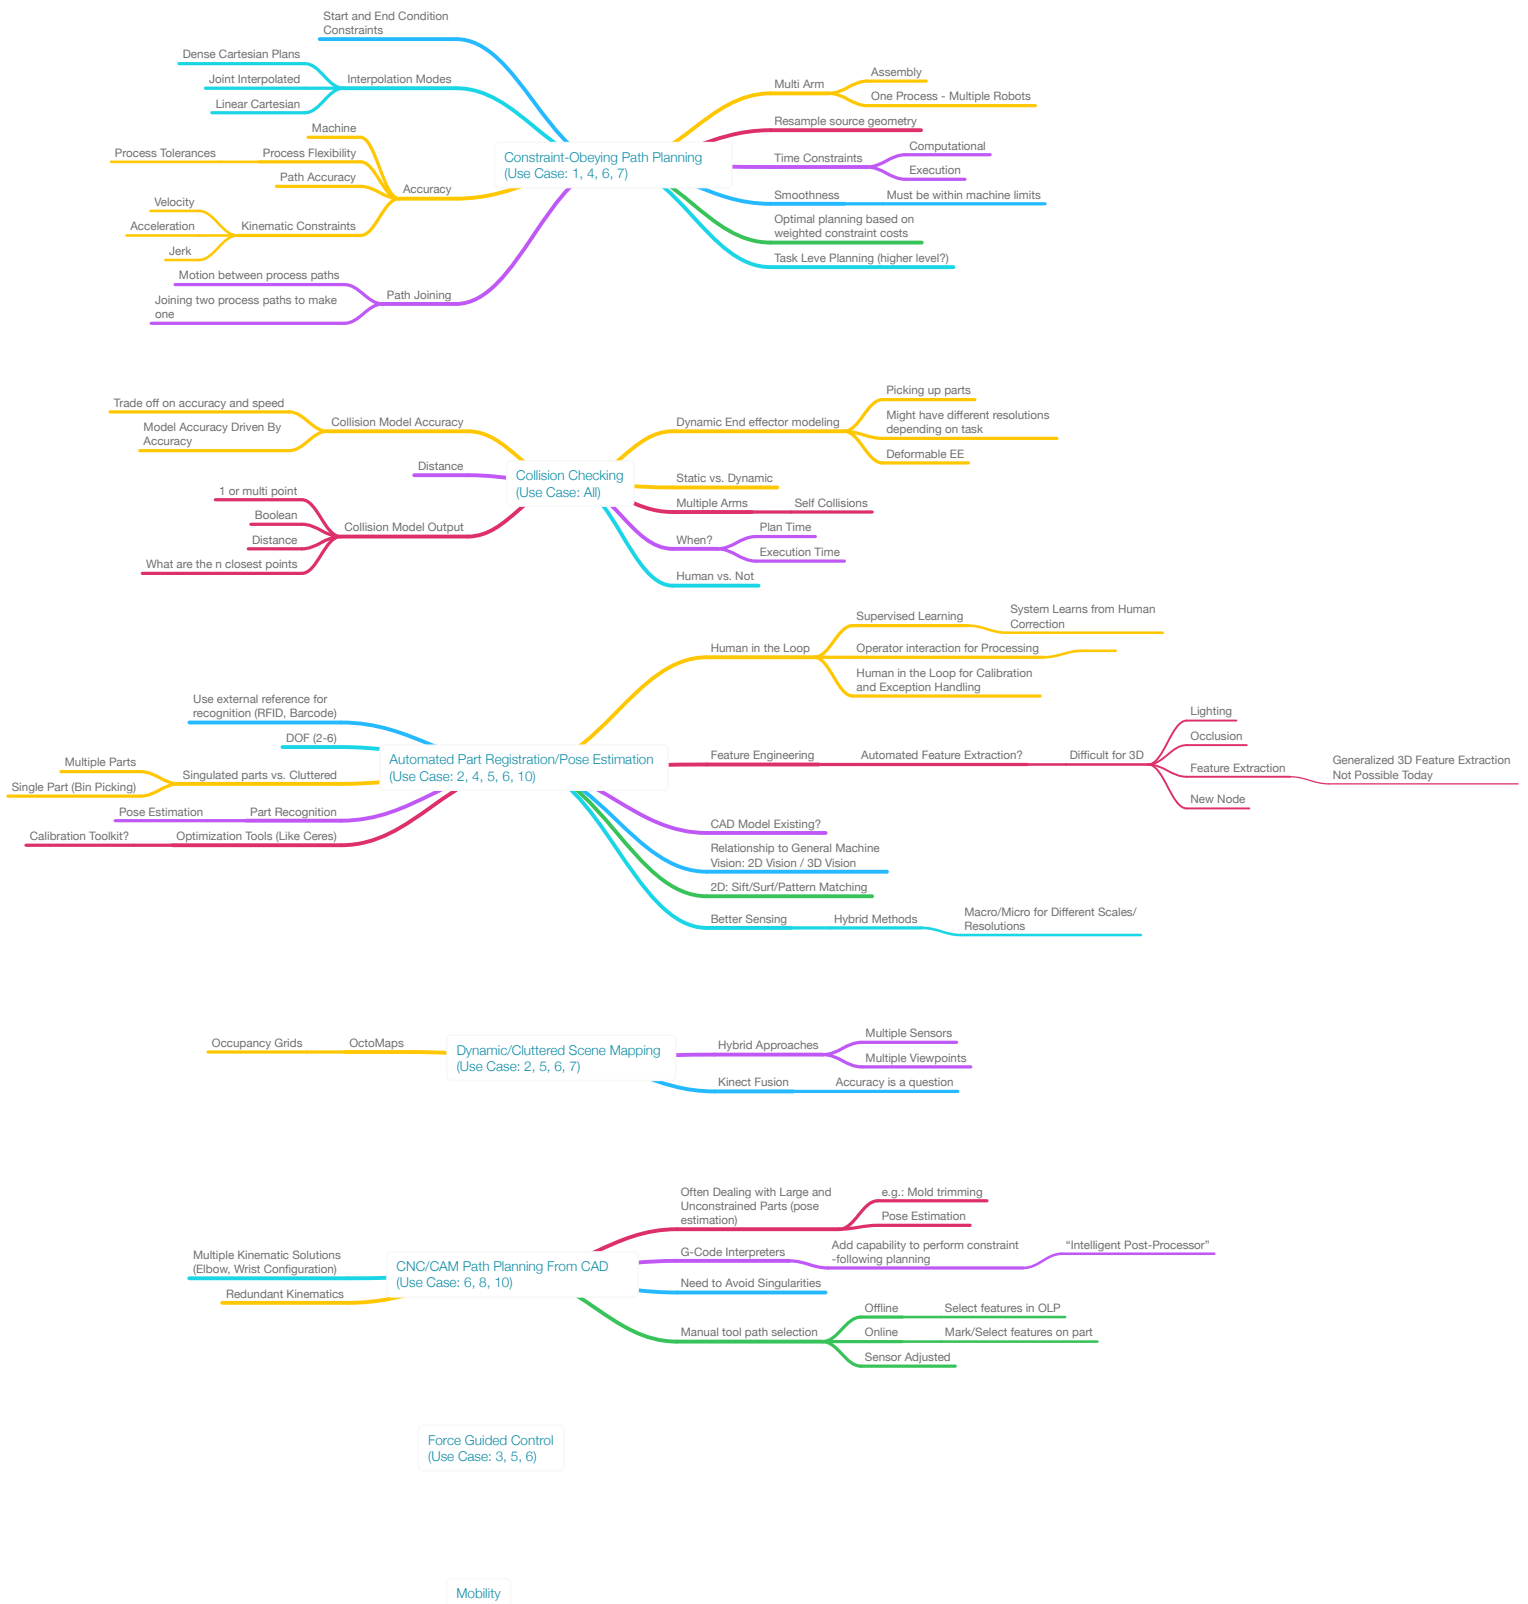 Start and End Condition
Constraints
Dense Cartesian Plans
Joint Interpolated
Linear Cartesian
Interpolation Modes
Machine
Process Tolerances
Process Flexibility
Path Accuracy
Accuracy
Velocity
Acceleration
Jerk
Kinematic Constraints
Motion between process paths
Joining two process paths to make
one
Path Joining
Constraint-Obeying Path Planning
(Use Case: 1, 4, 6, 7)
Multi Arm
Assembly
One Process - Multiple Robots
Resample source geometry
Time Constraints
Computational
Execution
Smoothness
Must be within machine limits
Optimal planning based on
weighted constraint costs
Task Leve Planning (higher level?)
Trade off on accuracy and speed
Model Accuracy Driven By
Accuracy
Collision Model Accuracy
Distance
1 or multi point
Boolean
Distance
What are the n closest points
Collision Model Output
Collision Checking
(Use Case: All)
Dynamic End effector modeling
Picking up parts
Might have different resolutions
depending on task
Deformable EE
Static vs. Dynamic
Multiple Arms
Self Collisions
When?
Plan Time
Execution Time
Human vs. Not
Use external reference for
recognition (RFID, Barcode)
DOF (2-6)
Multiple Parts
Single Part (Bin Picking)
Singulated parts vs. Cluttered
Pose Estimation
Part Recognition
Calibration Toolkit?
Optimization Tools (Like Ceres)
Automated Part Registration/Pose Estimation
(Use Case: 2, 4, 5, 6, 10)
Human in the Loop
Supervised Learning
System Learns from Human
Correction
Operator interaction for Processing
Human in the Loop for Calibration
and Exception Handling
Feature Engineering
Automated Feature Extraction?
Difficult for 3D
Lighting
Occlusion
Feature Extraction
Generalized 3D Feature Extraction
Not Possible Today
New Node
CAD Model Existing?
Relationship to General Machine
Vision: 2D Vision / 3D Vision
2D: Sift/Surf/Pattern Matching
Better Sensing
Hybrid Methods
Macro/Micro for Different Scales/
Resolutions
Occupancy Grids
OctoMaps
Dynamic/Cluttered Scene Mapping
(Use Case: 2, 5, 6, 7)
Hybrid Approaches
Multiple Sensors
Multiple Viewpoints
Kinect Fusion
Accuracy is a question
Multiple Kinematic Solutions
(Elbow, Wrist Configuration)
Redundant Kinematics
CNC/CAM Path Planning From CAD
(Use Case: 6, 8, 10)
Often Dealing with Large and
Unconstrained Parts (pose
estimation)
e.g.: Mold trimming
Pose Estimation
G-Code Interpreters
Add capability to perform constraint
-following planning
“Intelligent Post-Processor”
Need to Avoid Singularities
Manual tool path selection
Offline
Select features in OLP
Online
Mark/Select features on part
Sensor Adjusted
Force Guided Control
(Use Case: 3, 5, 6)
Mobility